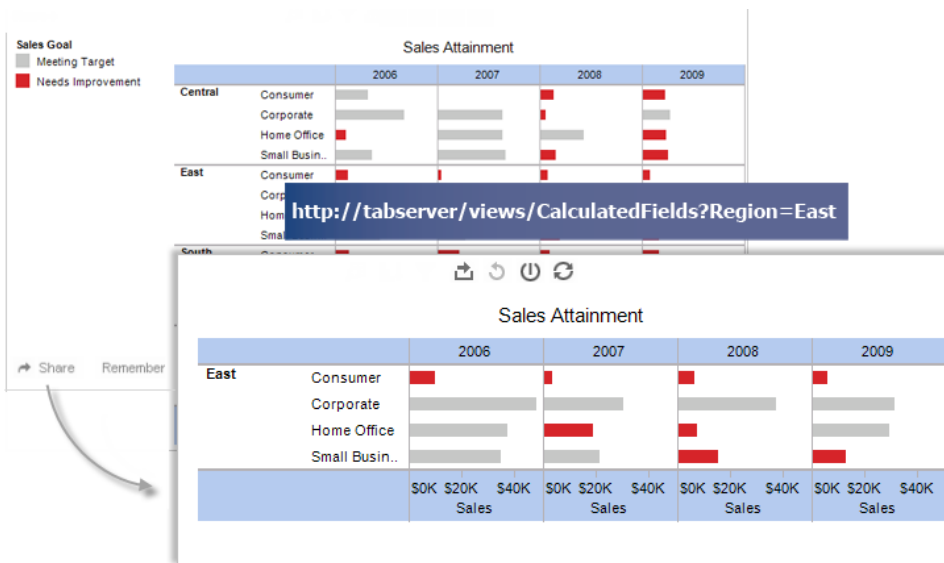 Sales Goal
Meeting Target
Needs Improvement
Sales Attainment
2006 2007 2008 2009
Central Consumer
Corporate
Home Office
Small Busin..
East Consumer
http://tabserver/views/CalculatedFields?Region=East
South Consumer
Share Remember
Sales Attainment
2006 2007 2008 2009
East Consumer
Corporate
Home Office
Small Busin..
$0K $20K $40K $0K $20K $40K $0K $20K $40K $0K $20K $40K
Sales Sales Sales Sales